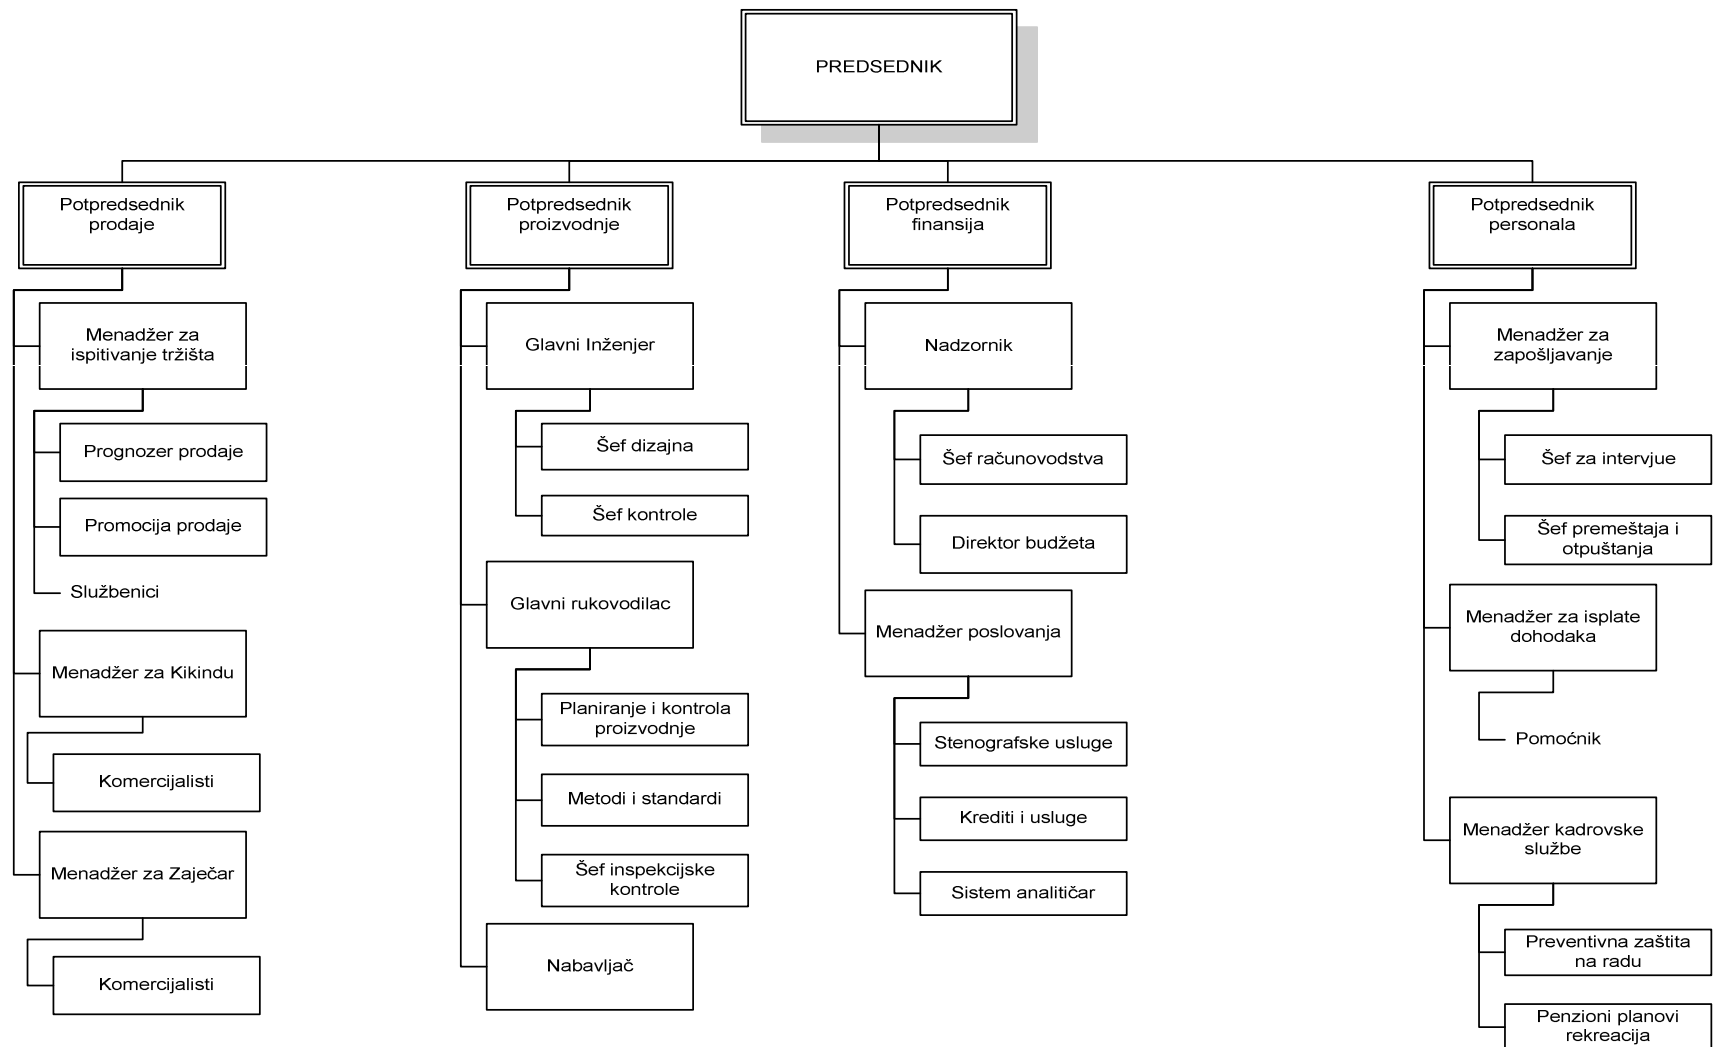 PREDSEDNIK
Potpredsednik
prodaje
Menadžer za
ispitivanje tržišta
Prognozer prodaje
Promocija prodaje
Službenici
Menadžer za Kikindu
Komercijalisti
Menadžer za Zaječar
Komercijalisti
Potpredsednik
proizvodnje
Glavni Inženjer
Šef dizajna
Šef kontrole
Glavni rukovodilac
Planiranje i kontrola
proizvodnje
Metodi i standardi
Šef inspekcijske
kontrole
Nabavljač
Potpredsednik
finansija
Nadzornik
Šef računovodstva
Direktor budžeta
Menadžer poslovanja
Stenografske usluge
Krediti i usluge
Sistem analitičar
Potpredsednik
personala
Menadžer za
zapošljavanje
Šef za intervjue
Šef premeštaja i
otpuštanja
Menadžer za isplate
dohodaka
Pomoćnik
Menadžer kadrovske
službe
Preventivna zaštita
na radu
Penzioni planovi
rekreacija